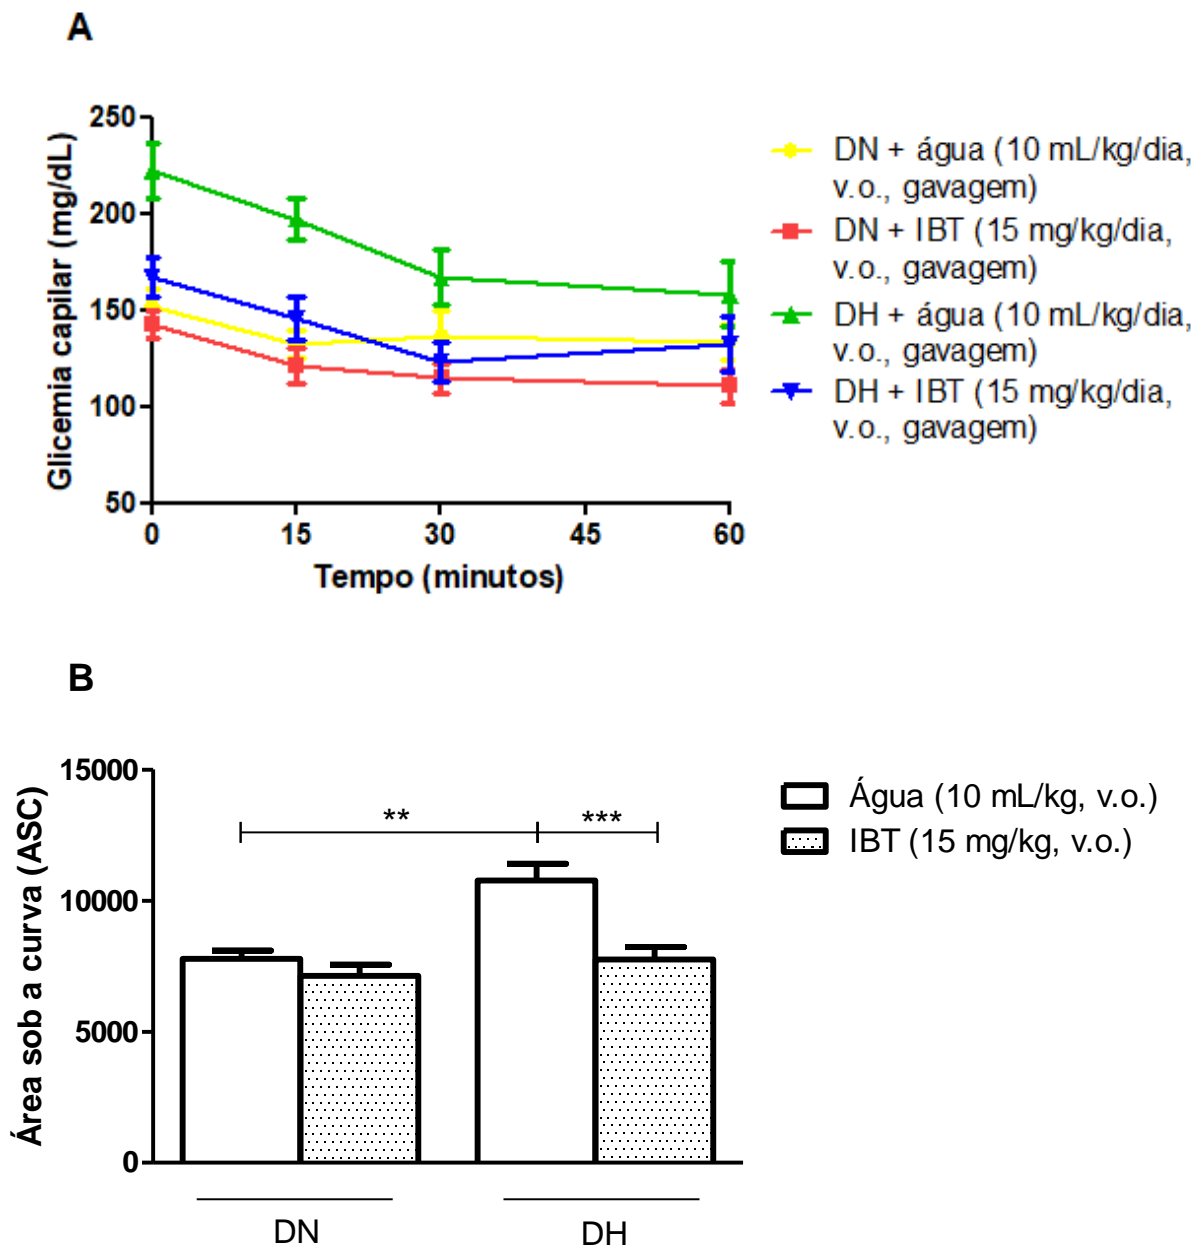 A
250
200
150
100
50
Glicemia capilar (mg/dL)
0 15 30 45 60
Tempo (minutos)
DN + água (10 mL/kg/dia,
v.o., gavagem)
DN + IBT (15 mg/kg/dia,
v.o., gavagem)
DH + água (10 mL/kg/dia,
v.o., gavagem)
DH + IBT (15 mg/kg/dia,
v.o., gavagem)
B
15000
10000
5000
0
Área sob a curva (ASC)
** ***
Água (10 mL/kg, v.o.)
IBT (15 mg/kg, v.o.)
DN DH